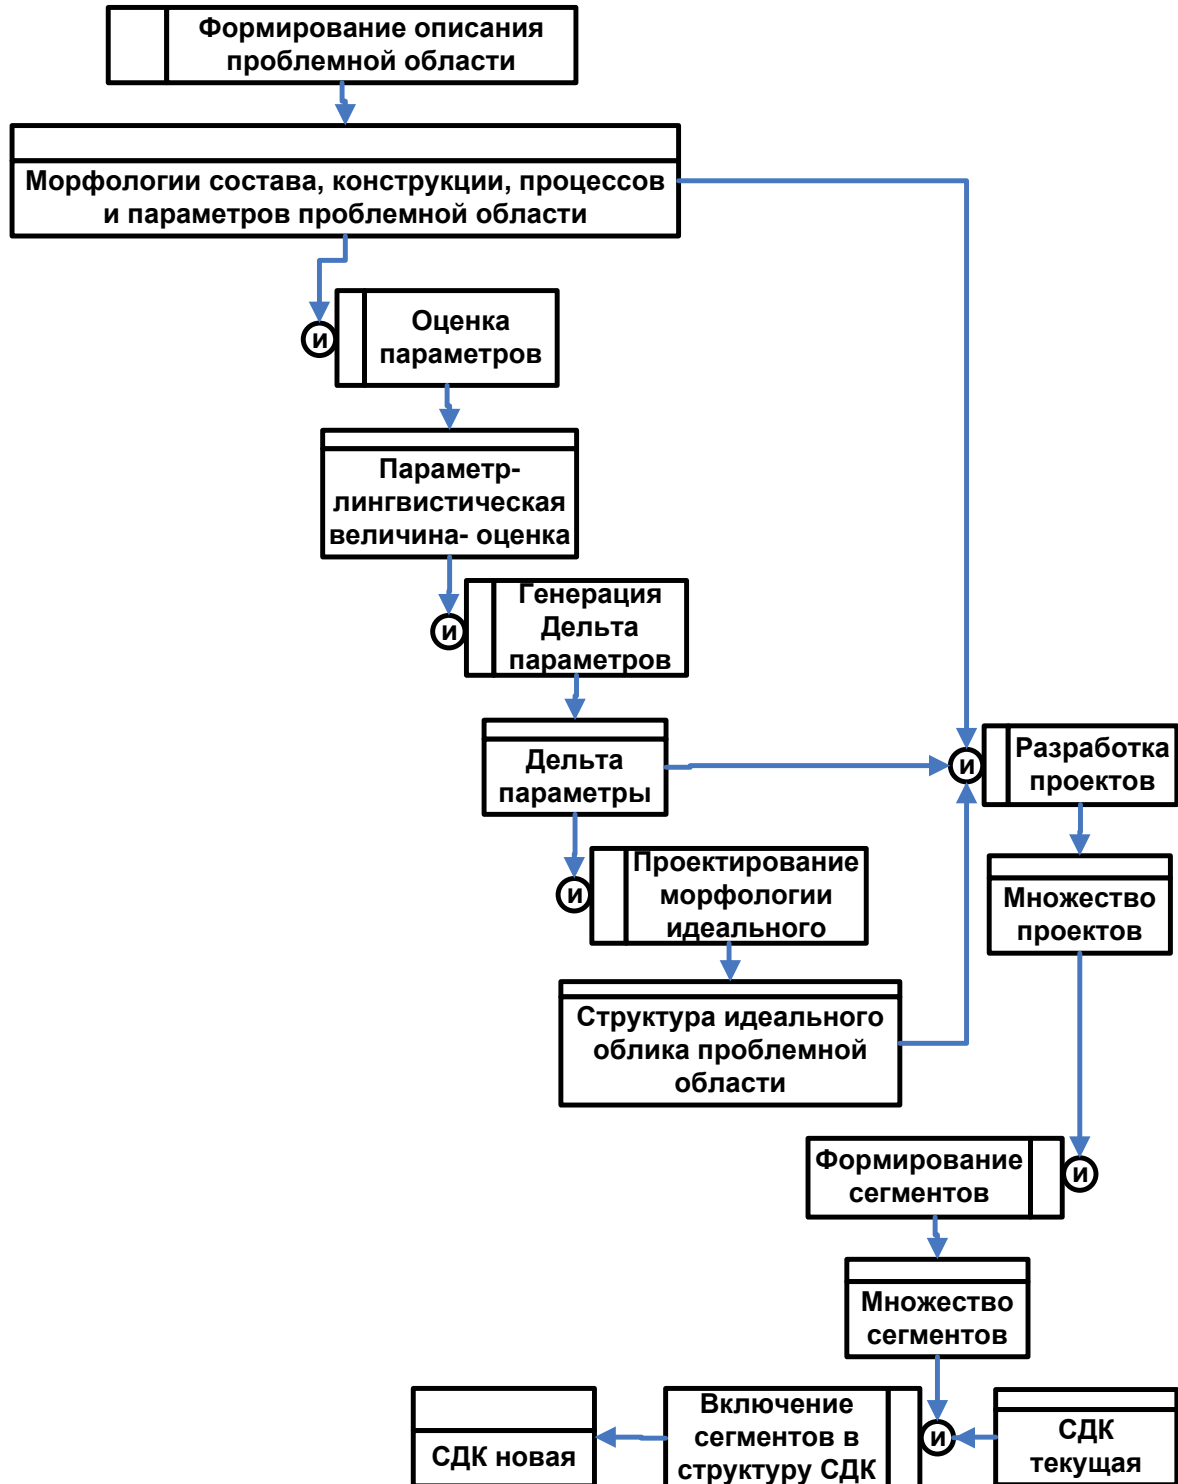 Формирование описания
проблемной области
Морфологии состава, конструкции, процессов
и параметров проблемной области
и
Оценка
параметров
Параметр-
лингвистическая
величина- оценка
и
Генерация
Дельта
параметров
Дельта
параметры
и
Разработка
проектов
и
Проектирование
морфологии
идеального
Множество
проектов
Структура идеального
облика проблемной
области
Формирование
сегментов
и
Множество
сегментов
СДК новая
Включение
сегментов в
структуру СДК
и
СДК
текущая